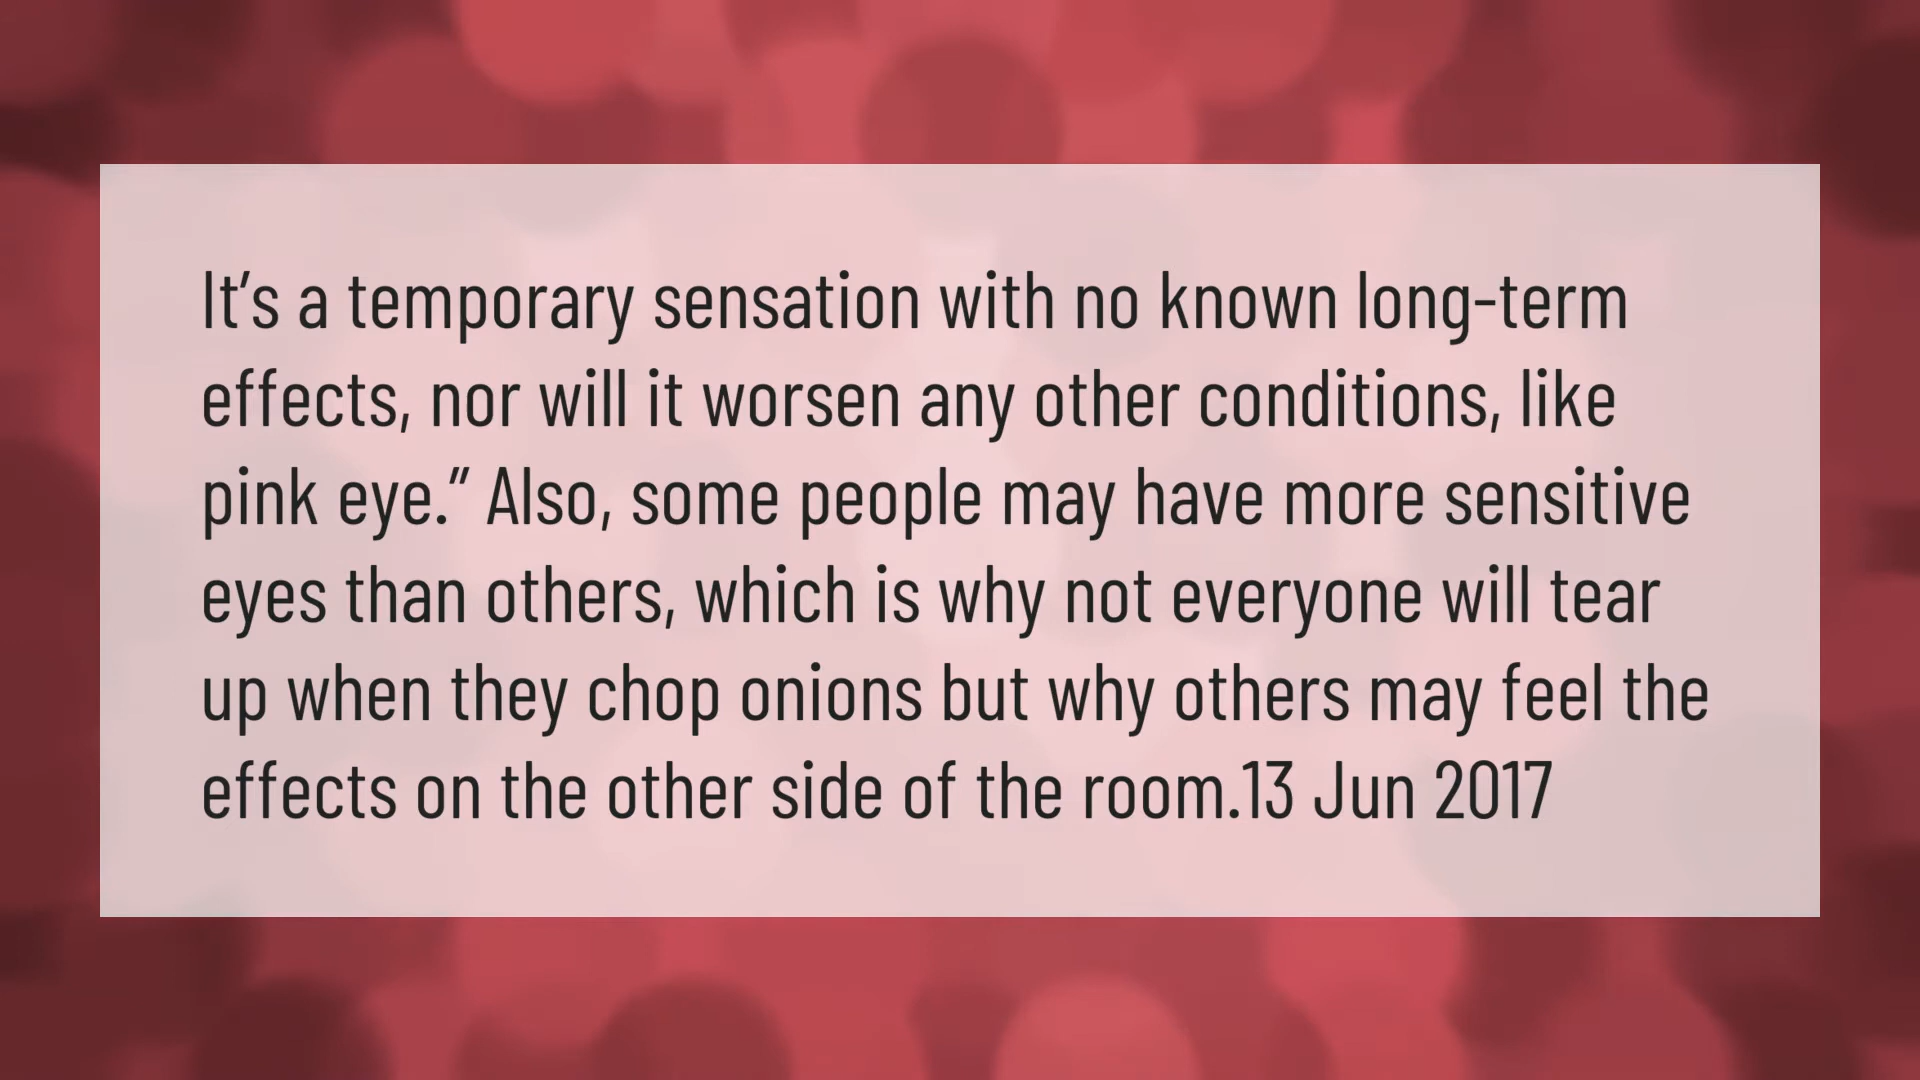 It’s a temporary sensation with no known long-term
effects, nor will it worsen any other conditions, like
pink eye.” Also, some people may have more sensitive
eyes than others, which is why not everyone will tear
up when they chop onions but why others may feel the
effects on the other side of the room.13 Jun 2017